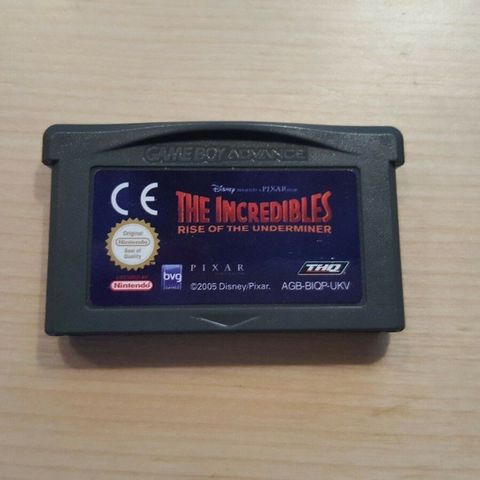 GAME BOY ADVANCE
CE
Disney PRESENTS A PIXAR FILM
THE INCREDIBLES
RISE OF THE UNDERMINER
Original
Nintendo
Seal of
Quality
LICENSED BY
Nintendo
bvg
PIXAR
THQ
©2005 Disney/Pixar.
AGB-BIQP-UKV